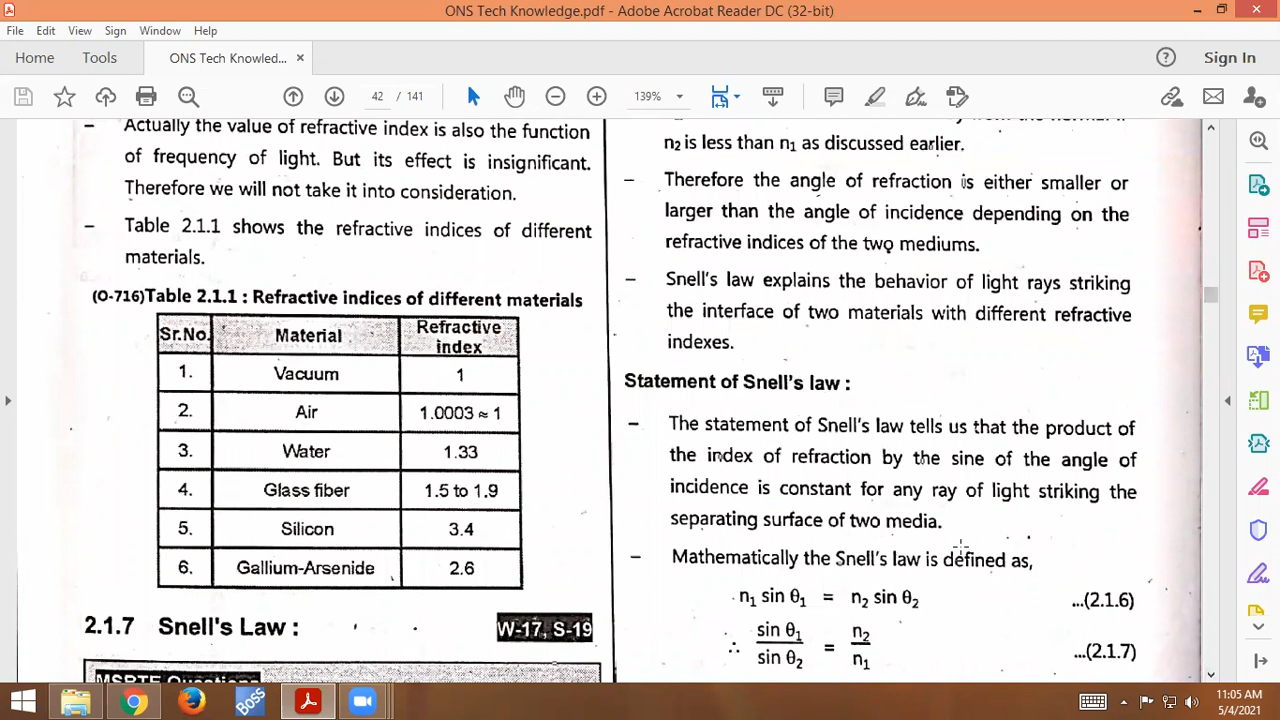 ONS Tech Knowledge.pdf - Adobe Acrobat Reader DC (32-bit)
File Edit View Sign Window Help
Home Tools ONS Tech Knowled... × Sign In
42 / 141 139%
– Actually the value of refractive index is also the function
of frequency of light. But its effect is insignificant.
Therefore we will not take it into consideration.
– Table 2.1.1 shows the refractive indices of different
materials.
(O-716)Table 2.1.1 : Refractive indices of different materials
Sr.No. Material Refractive index
1. Vacuum 1
2. Air 1.0003 ≈ 1
3. Water 1.33
4. Glass fiber 1.5 to 1.9
5. Silicon 3.4
6. Gallium-Arsenide 2.6
2.1.7 Snell's Law : W-17, S-19
MSBTE Questions
n2 is less than n1 as discussed earlier.
– Therefore the angle of refraction is either smaller or
larger than the angle of incidence depending on the
refractive indices of the two mediums.
– Snell's law explains the behavior of light rays striking
the interface of two materials with different refractive
indexes.
Statement of Snell's law :
– The statement of Snell's law tells us that the product of
the index of refraction by the sine of the angle of
incidence is constant for any ray of light striking the
separating surface of two media.
– Mathematically the Snell's law is defined as,
n1 sin θ1 = n2 sin θ2 ...(2.1.6)
∴ sin θ1 / sin θ2 = n2 / n1 ...(2.1.7)
BOSS
11:05 AM
5/4/2021